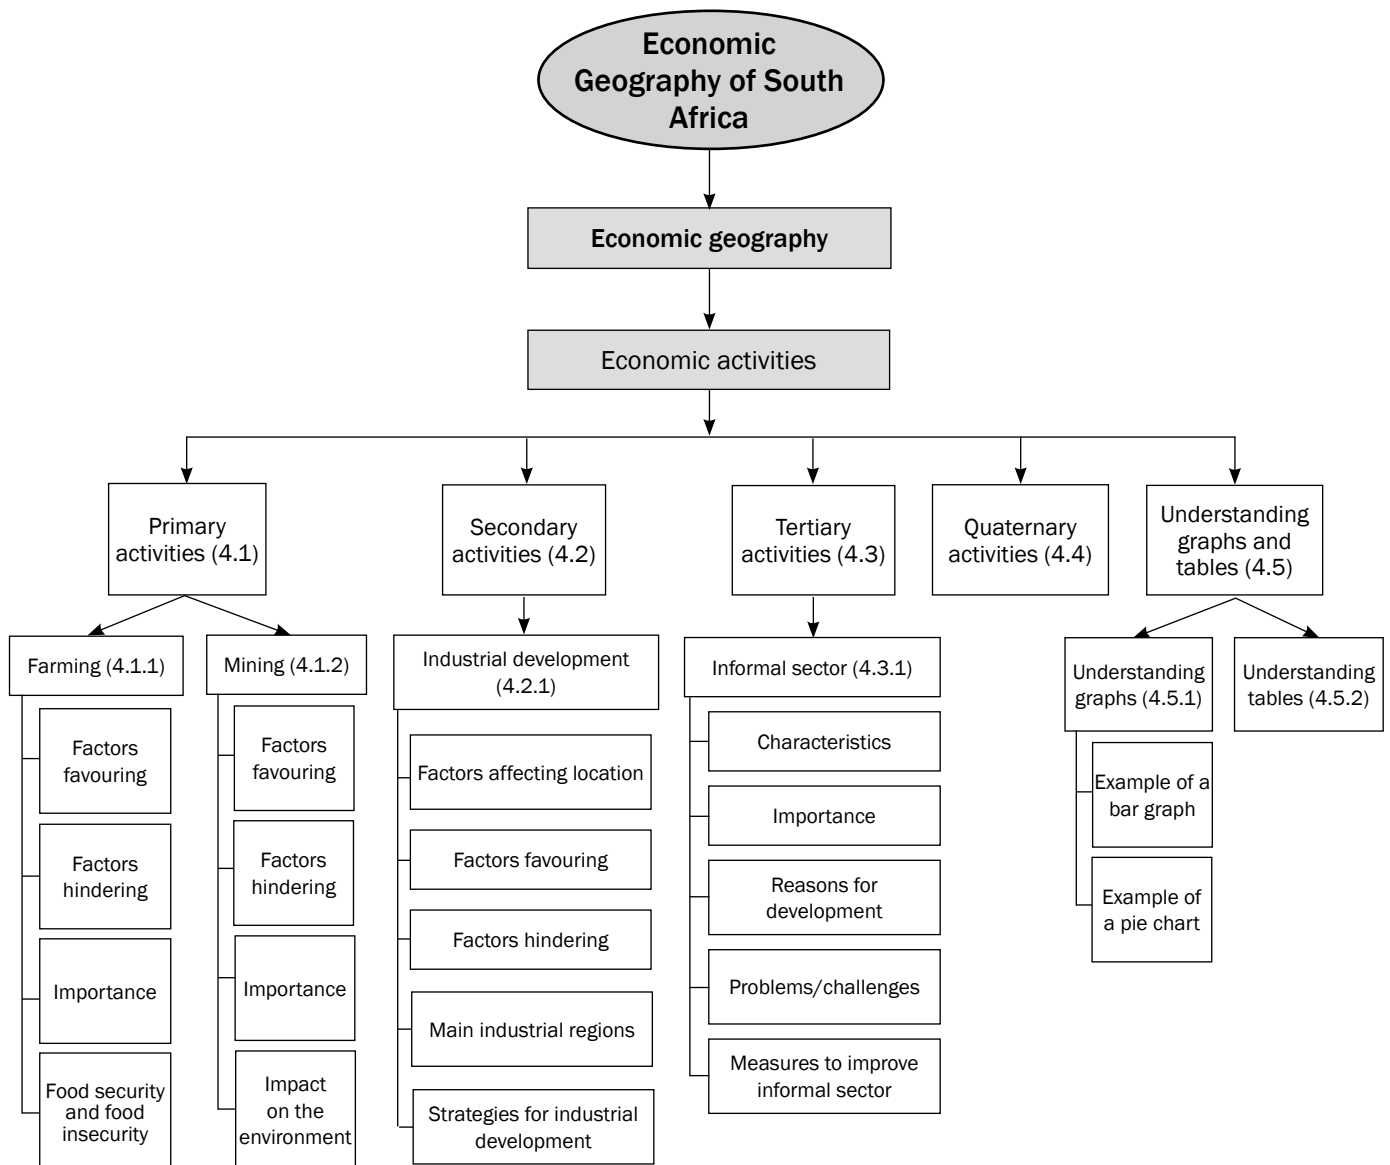 Economic
Geography of South
Africa
Economic geography
Economic activities
Primary
activities (4.1)
Secondary
activities (4.2)
Tertiary
activities (4.3)
Quaternary
activities (4.4)
Understanding
graphs and
tables (4.5)
Farming (4.1.1)
Factors
favouring
Factors
hindering
Importance
Food security
and food
insecurity
Mining (4.1.2)
Factors
favouring
Factors
hindering
Importance
Impact
on the
environment
Industrial development
(4.2.1)
Factors affecting location
Factors favouring
Factors hindering
Main industrial regions
Strategies for industrial
development
Informal sector (4.3.1)
Characteristics
Importance
Reasons for
development
Problems/challenges
Measures to improve
informal sector
Understanding
graphs (4.5.1)
Example of a
bar graph
Example of
a pie chart
Understanding
tables (4.5.2)